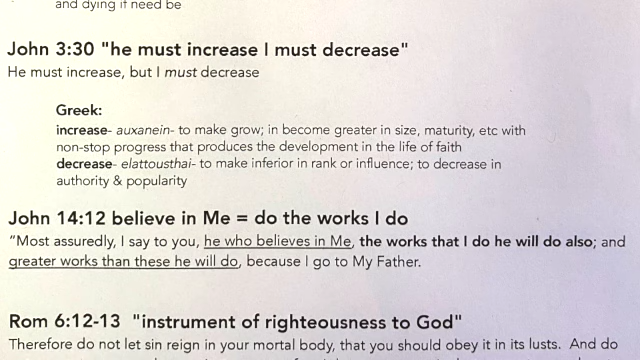 and dying if need be
John 3:30 "he must increase I must decrease"
He must increase, but I must decrease
Greek:
increase- auxanein- to make grow; in become greater in size, maturity, etc with
non-stop progress that produces the development in the life of faith
decrease- elattousthai- to make inferior in rank or influence; to decrease in
authority & popularity
John 14:12 believe in Me = do the works I do
“Most assuredly, I say to you, he who believes in Me, the works that I do he will do also; and
greater works than these he will do, because I go to My Father.
Rom 6:12-13 "instrument of righteousness to God"
Therefore do not let sin reign in your mortal body, that you should obey it in its lusts. And do